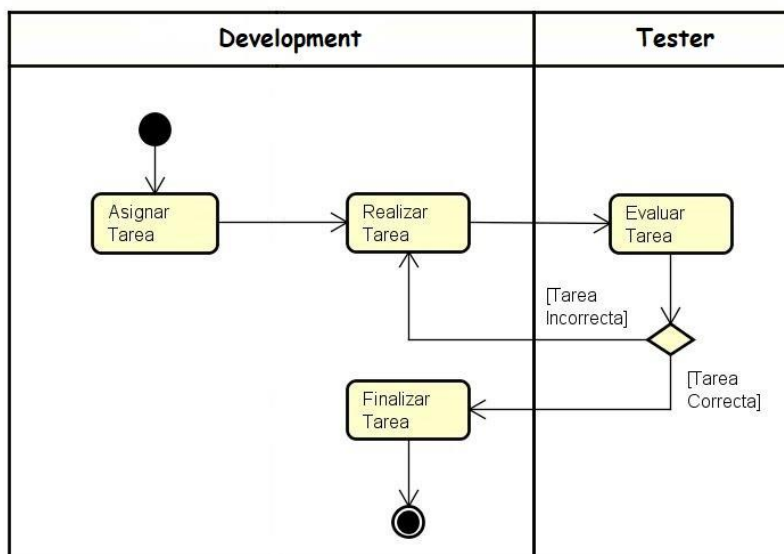 Development
Tester
Asignar
Tarea
Realizar
Tarea
Evaluar
Tarea
[Tarea
Incorrecta]
[Tarea
Correcta]
Finalizar
Tarea